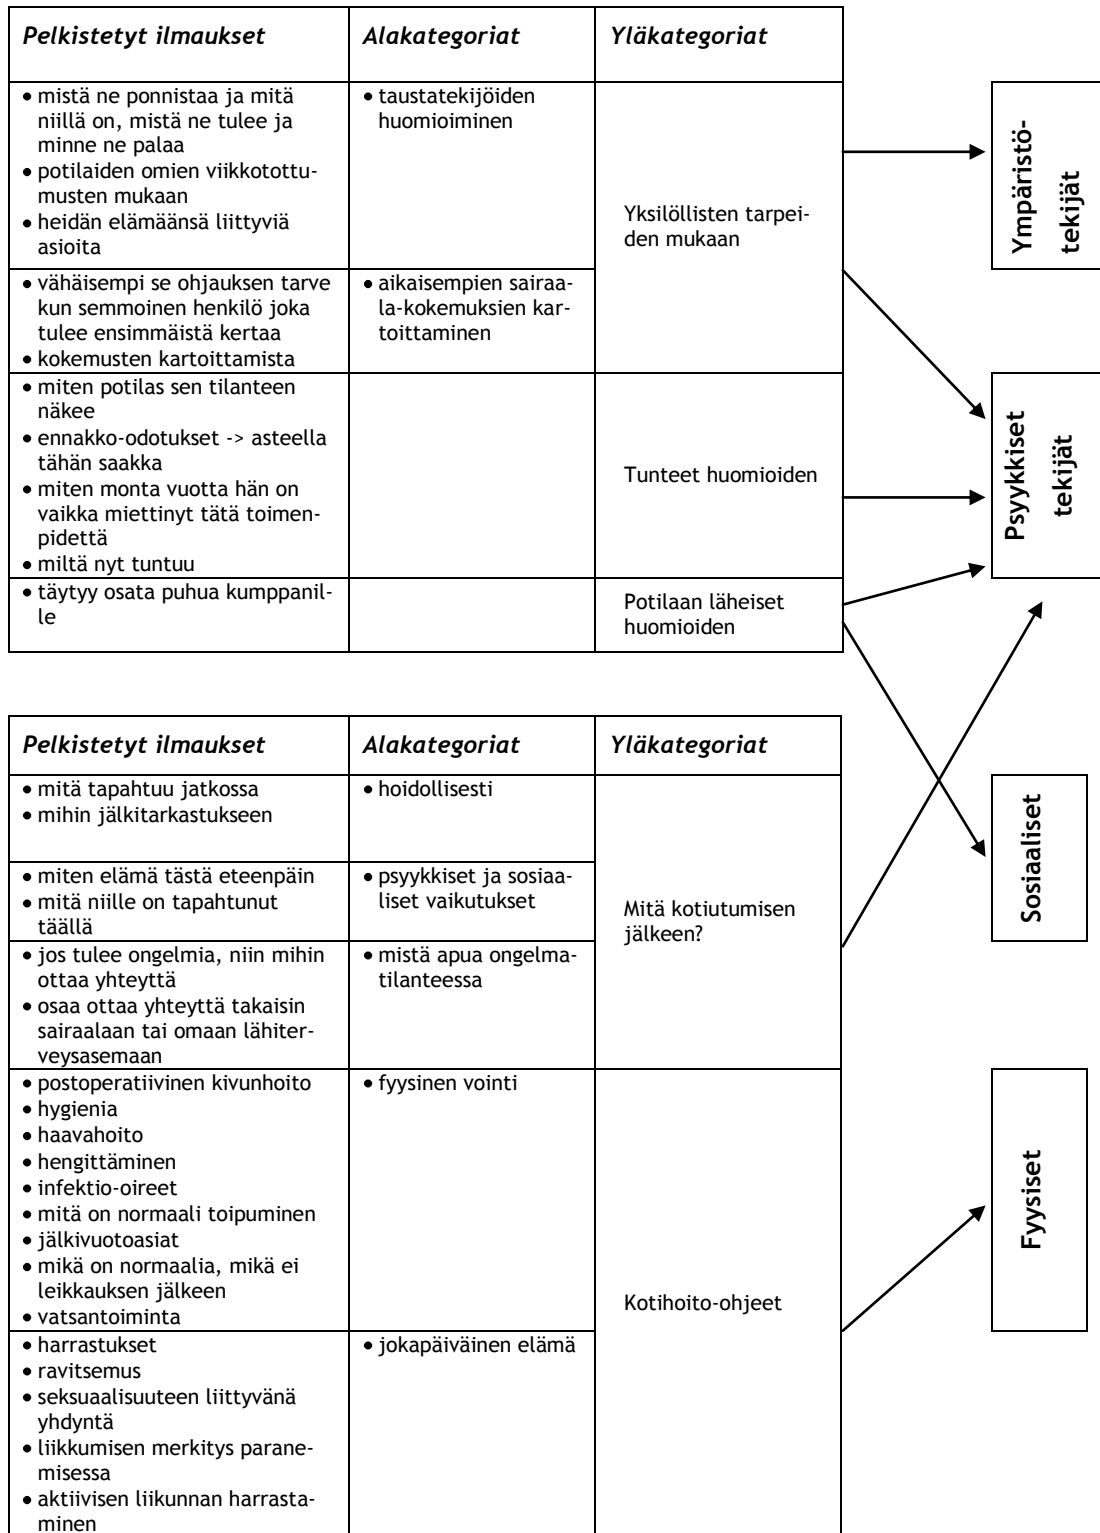 Pelkistetyt ilmaukset
Alakategoriat
Yläkategoriat
• mistä ne ponnistaa ja mitä
niillä on, mistä ne tulee ja
minne ne palaa
• potilaiden omien viikkotottu-
musten mukaan
• heidän elämäänsä liittyviä
asioita
• taustatekijöiden
huomioiminen
Yksilöllisten tarpei-
den mukaan
• vähäisempi se ohjauksen tarve
kun semmoinen henkilö joka
tulee ensimmäistä kertaa
• kokemusten kartoittamista
• aikaisempien sairaa-
la-kokemuksien kar-
toittaminen
• miten potilas sen tilanteen
näkee
• ennakko-odotukset -> asteella
tähän saakka
• miten monta vuotta hän on
vaikka miettinyt tätä toimen-
pidettä
• miltä nyt tuntuu
Tunteet huomioiden
• täytyy osata puhua kumppanil-
le
Potilaan läheiset
huomioiden
Ympäristö-
tekijät
Psyykkiset
tekijät
Pelkistetyt ilmaukset
Alakategoriat
Yläkategoriat
• mitä tapahtuu jatkossa
• mihin jälkitarkastukseen
• hoidollisesti
• miten elämä tästä eteenpäin
• mitä niille on tapahtunut
täällä
• psyykkiset ja sosiaa-
liset vaikutukset
Mitä kotiutumisen
jälkeen?
• jos tulee ongelmia, niin mihin
ottaa yhteyttä
• osaa ottaa yhteyttä takaisin
sairaalaan tai omaan lähiter-
veysasemaan
• mistä apua ongelma-
tilanteessa
• postoperatiivinen kivunhoito
• hygienia
• haavahoito
• hengittäminen
• infektio-oireet
• mitä on normaali toipuminen
• jälkivuotoasiat
• mikä on normaalia, mikä ei
leikkauksen jälkeen
• vatsantoiminta
• fyysinen vointi
Kotihoito-ohjeet
• harrastukset
• ravitsemus
• seksuaalisuuteen liittyvänä
yhdyntä
• liikkumisen merkitys parane-
misessa
• aktiivisen liikunnan harrasta-
minen
• jokapäiväinen elämä
Sosiaaliset
Fyysiset